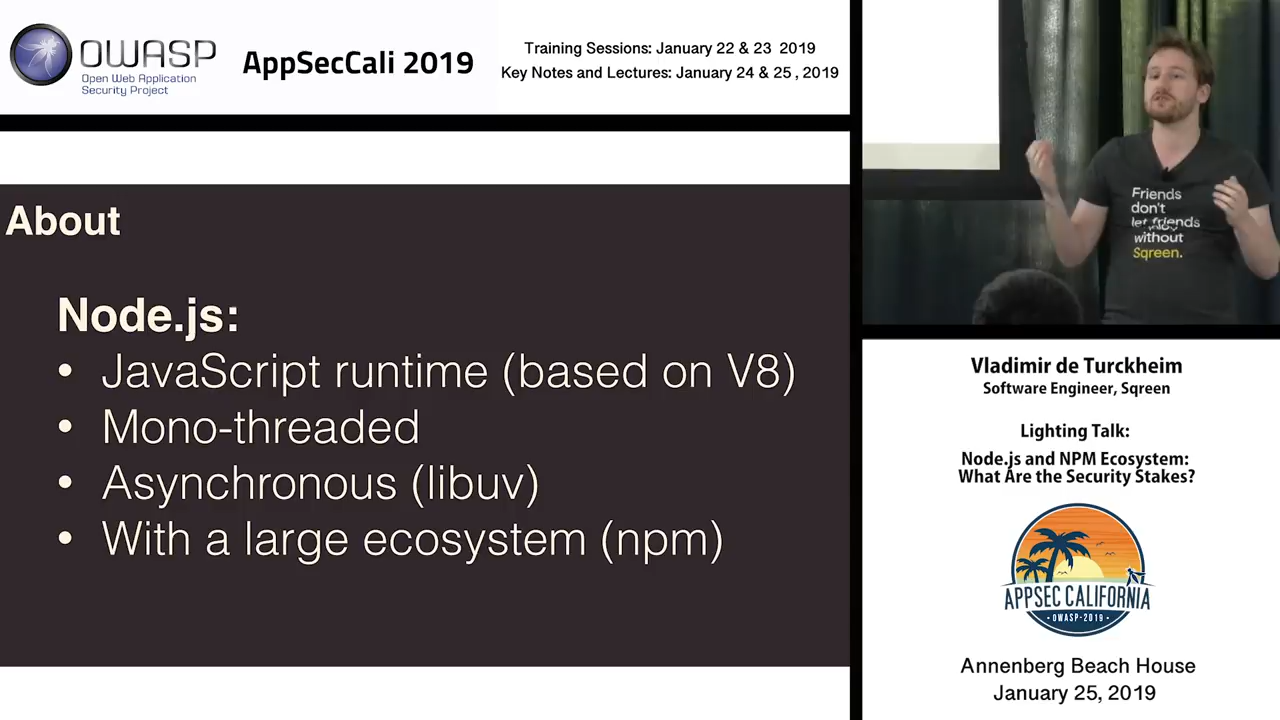 OWASP
Open Web Application
Security Project
AppSecCali 2019
Training Sessions: January 22 & 23 2019
Key Notes and Lectures: January 24 & 25 , 2019
About
Node.js:
• JavaScript runtime (based on V8)
• Mono-threaded
• Asynchronous (libuv)
• With a large ecosystem (npm)
Friends
don't
let friends
without
Sqreen.
Vladimir de Turckheim
Software Engineer, Sqreen
Lighting Talk:
Node.js and NPM Ecosystem:
What Are the Security Stakes?
APPSEC CALIFORNIA
• OWASP-2019 •
Annenberg Beach House
January 25, 2019